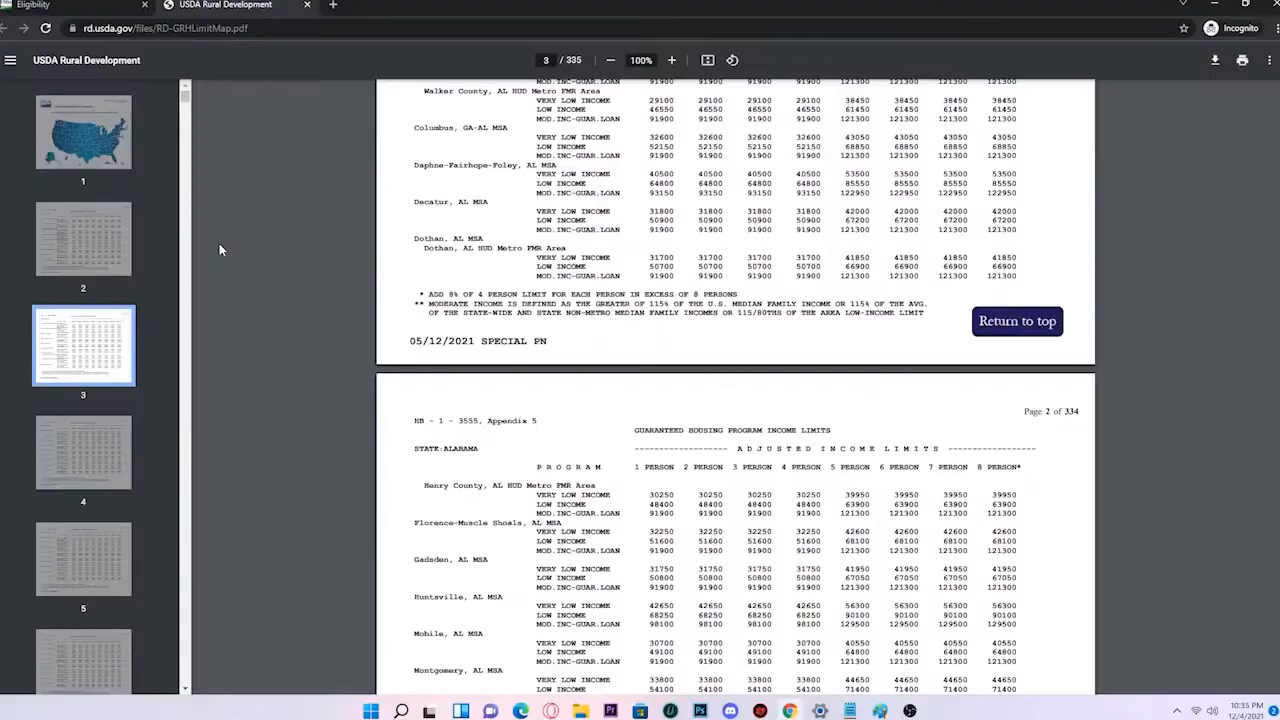 Eligibility
USDA Rural Development
rd.usda.gov/files/RD-GRHLimitMap.pdf
Incognito
USDA Rural Development
3 / 335
100%
1
2
3
4
5
MOD.INC-GUAR.LOAN 91900 91900 91900 91900 121300 121300 121300 121300
Walker County, AL HUD Metro FMR Area
VERY LOW INCOME 29100 29100 29100 29100 38450 38450 38450 38450
LOW INCOME 46550 46550 46550 46550 61450 61450 61450 61450
MOD.INC-GUAR.LOAN 91900 91900 91900 91900 121300 121300 121300 121300
Columbus, GA-AL MSA
VERY LOW INCOME 32600 32600 32600 32600 43050 43050 43050 43050
LOW INCOME 52150 52150 52150 52150 68850 68850 68850 68850
MOD.INC-GUAR.LOAN 91900 91900 91900 91900 121300 121300 121300 121300
Daphne-Fairhope-Foley, AL MSA
VERY LOW INCOME 40500 40500 40500 40500 53500 53500 53500 53500
LOW INCOME 64800 64800 64800 64800 85550 85550 85550 85550
MOD.INC-GUAR.LOAN 93150 93150 93150 93150 122950 122950 122950 122950
Decatur, AL MSA
VERY LOW INCOME 31800 31800 31800 31800 42000 42000 42000 42000
LOW INCOME 50900 50900 50900 50900 67200 67200 67200 67200
MOD.INC-GUAR.LOAN 91900 91900 91900 91900 121300 121300 121300 121300
Dothan, AL MSA
Dothan, AL HUD Metro FMR Area
VERY LOW INCOME 31700 31700 31700 31700 41850 41850 41850 41850
LOW INCOME 50700 50700 50700 50700 66900 66900 66900 66900
MOD.INC-GUAR.LOAN 91900 91900 91900 91900 121300 121300 121300 121300
* ADD 8% OF 4 PERSON LIMIT FOR EACH PERSON IN EXCESS OF 8 PERSONS
** MODERATE INCOME IS DEFINED AS THE GREATER OF 115% OF THE U.S. MEDIAN FAMILY INCOME OR 115% OF THE AVG.
OF THE STATE-WIDE AND STATE NON-METRO MEDIAN FAMILY INCOMES OR 115/80THS OF THE AREA LOW-INCOME LIMIT
Return to top
05/12/2021 SPECIAL PN
Page 2 of 334
HB - 1 - 3555, Appendix 5
GUARANTEED HOUSING PROGRAM INCOME LIMITS
STATE:ALABAMA ------------------- A D J U S T E D I N C O M E L I M I T S ------------------
P R O G R A M 1 PERSON 2 PERSON 3 PERSON 4 PERSON 5 PERSON 6 PERSON 7 PERSON 8 PERSON*
Henry County, AL HUD Metro FMR Area
VERY LOW INCOME 30250 30250 30250 30250 39950 39950 39950 39950
LOW INCOME 48400 48400 48400 48400 63900 63900 63900 63900
MOD.INC-GUAR.LOAN 91900 91900 91900 91900 121300 121300 121300 121300
Florence-Muscle Shoals, AL MSA
VERY LOW INCOME 32250 32250 32250 32250 42600 42600 42600 42600
LOW INCOME 51600 51600 51600 51600 68100 68100 68100 68100
MOD.INC-GUAR.LOAN 91900 91900 91900 91900 121300 121300 121300 121300
Gadsden, AL MSA
VERY LOW INCOME 31750 31750 31750 31750 41950 41950 41950 41950
LOW INCOME 50800 50800 50800 50800 67050 67050 67050 67050
MOD.INC-GUAR.LOAN 91900 91900 91900 91900 121300 121300 121300 121300
Huntsville, AL MSA
VERY LOW INCOME 42650 42650 42650 42650 56300 56300 56300 56300
LOW INCOME 68250 68250 68250 68250 90100 90100 90100 90100
MOD.INC-GUAR.LOAN 98100 98100 98100 98100 129500 129500 129500 129500
Mobile, AL MSA
VERY LOW INCOME 30700 30700 30700 30700 40550 40550 40550 40550
LOW INCOME 49100 49100 49100 49100 64800 64800 64800 64800
MOD.INC-GUAR.LOAN 91900 91900 91900 91900 121300 121300 121300 121300
Montgomery, AL MSA
VERY LOW INCOME 33800 33800 33800 33800 44650 44650 44650 44650
LOW INCOME 54100 54100 54100 54100 71400 71400 71400 71400
10:35 PM